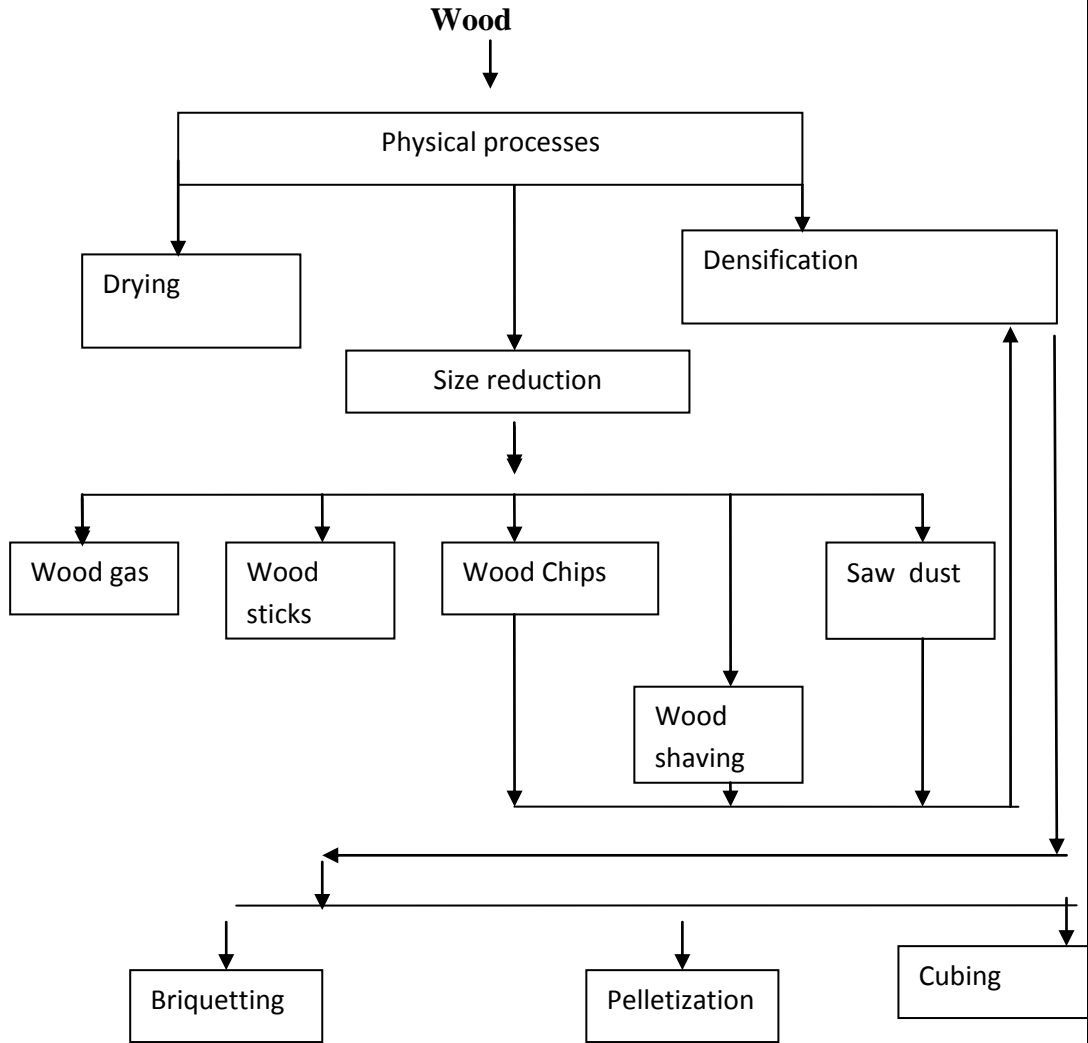 Wood
Physical processes
Drying
Densification
Size reduction
Wood gas
Wood
sticks
Wood Chips
Saw  dust
Wood
shaving
Briquetting
Pelletization
Cubing